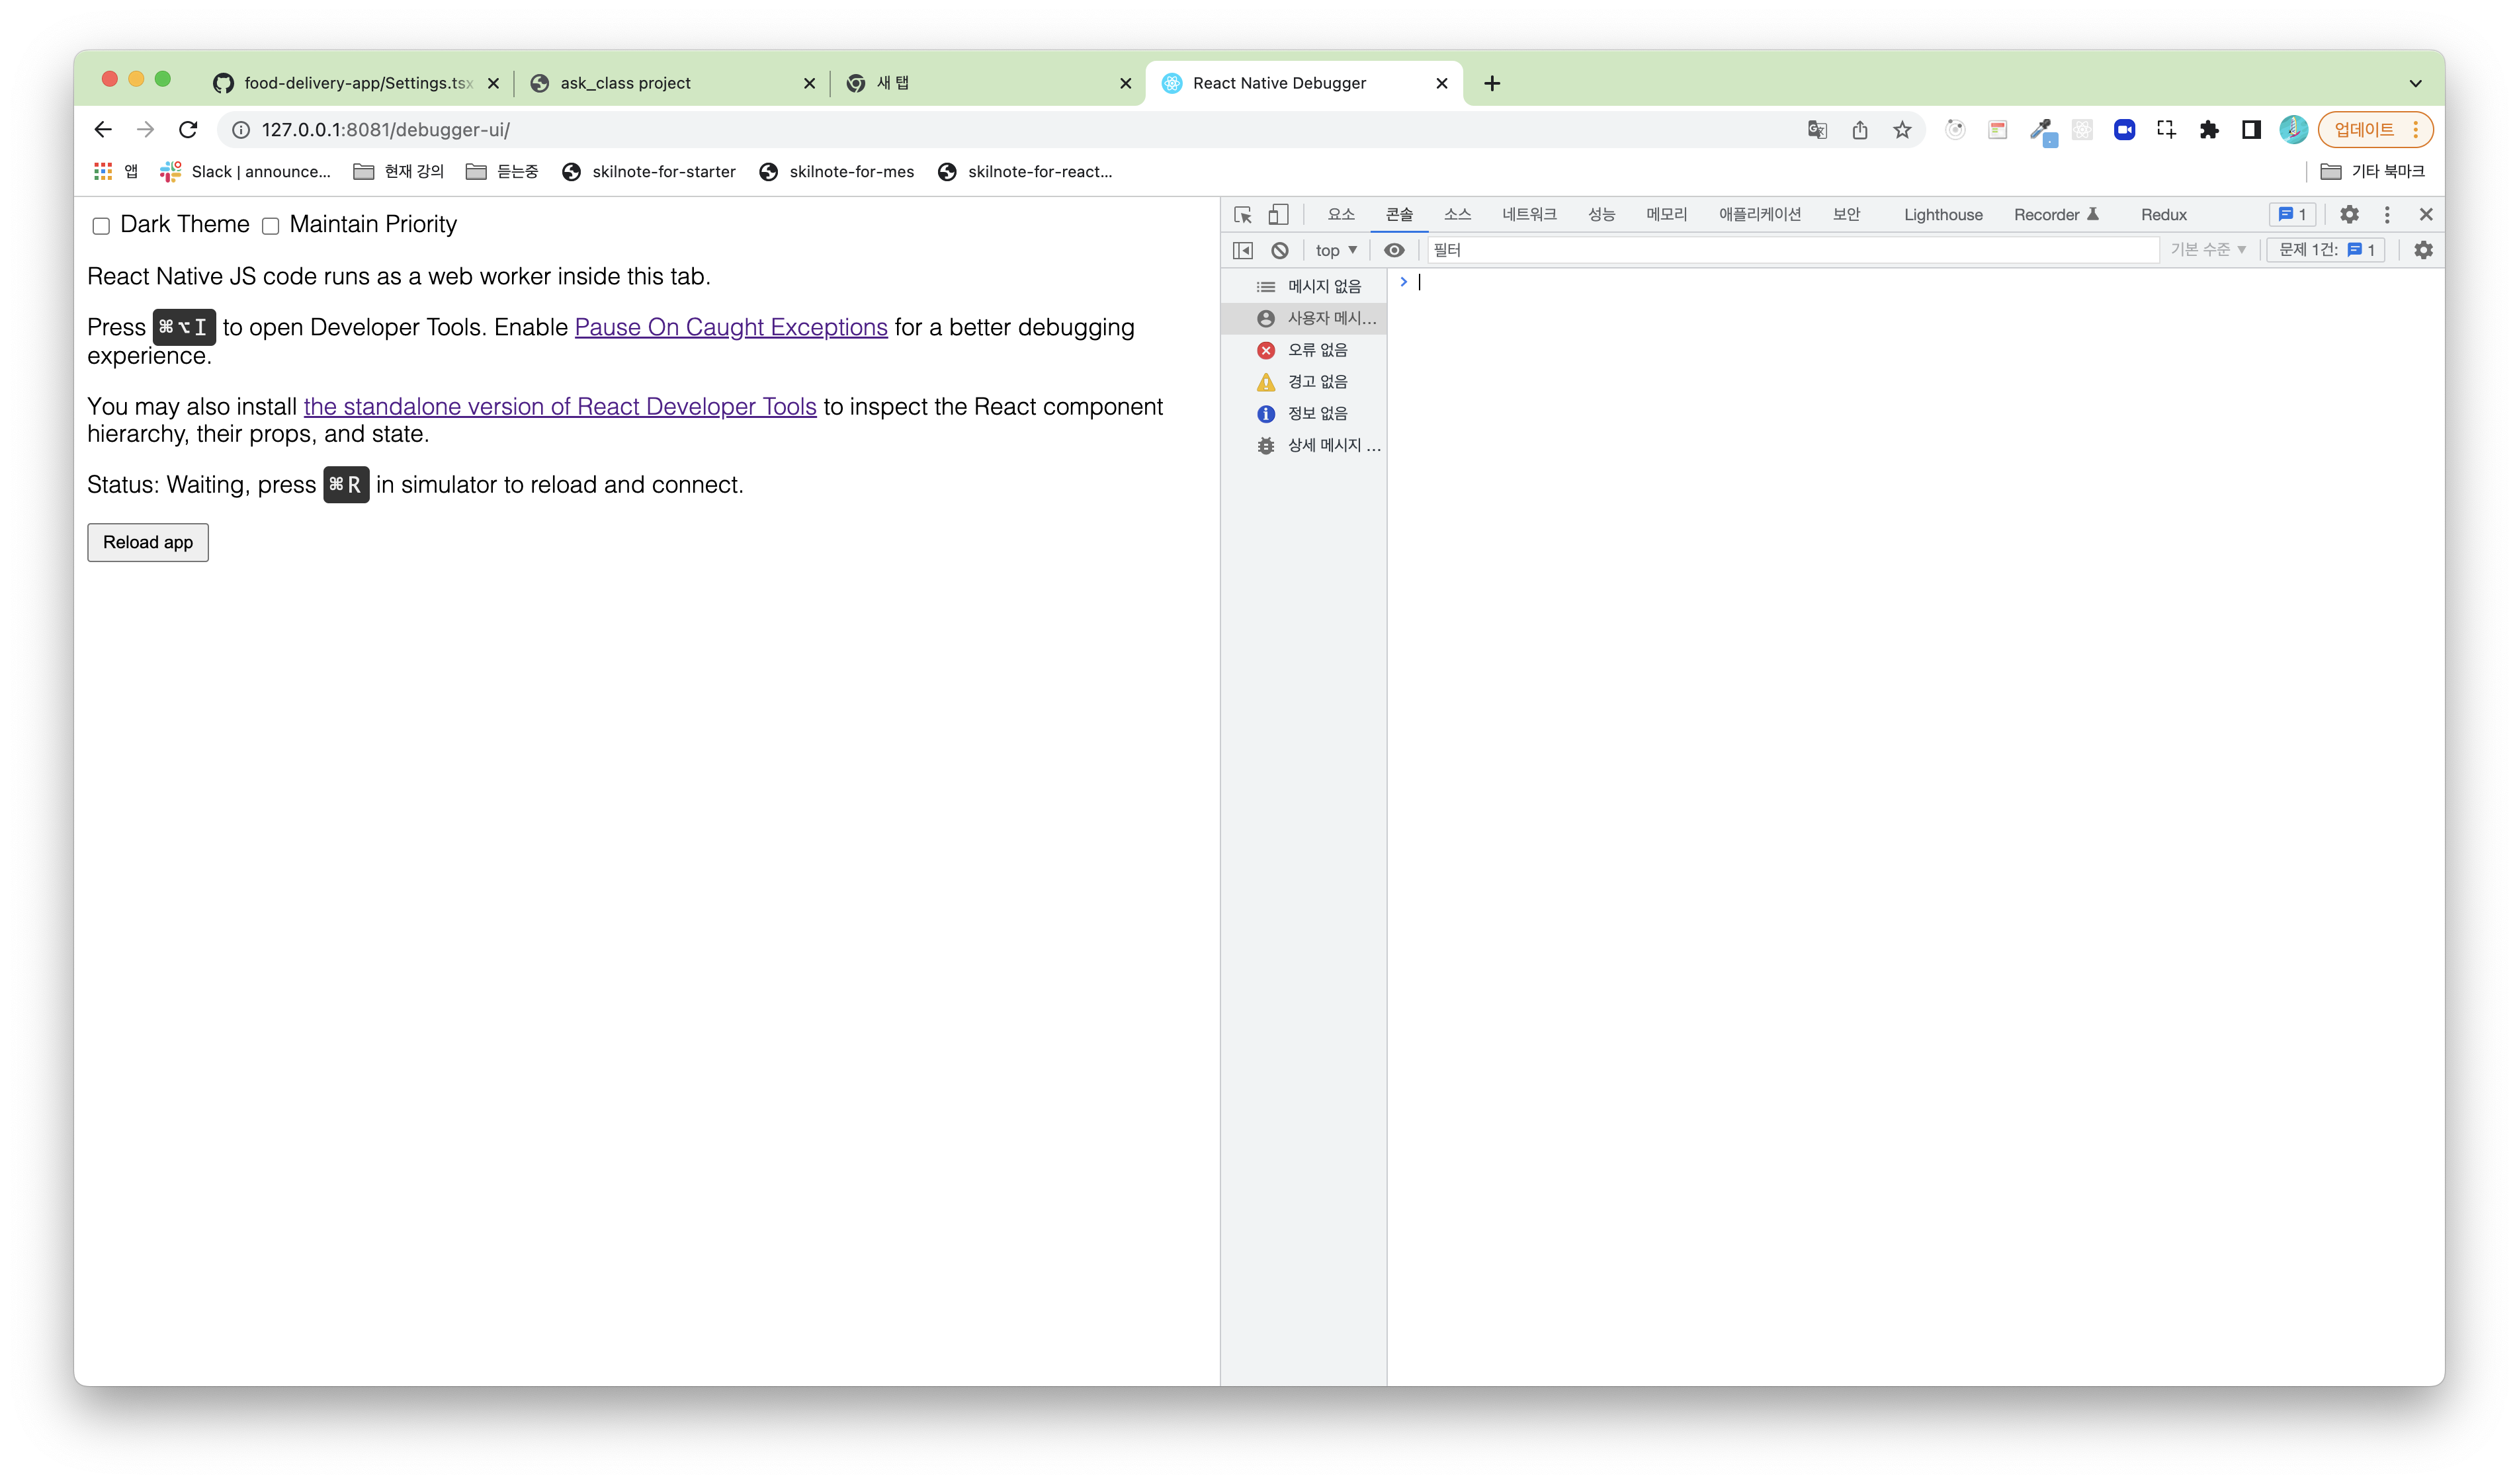 food-delivery-app/Settings.tsx
ask_class project
새 탭
React Native Debugger
127.0.0.1:8081/debugger-ui/
업데이트
앱
Slack | announce...
현재 강의
듣는중
skilnote-for-starter
skilnote-for-mes
skilnote-for-react...
기타 북마크
Dark Theme Maintain Priority
React Native JS code runs as a web worker inside this tab.
Press ⌘⌥I to open Developer Tools. Enable Pause On Caught Exceptions for a better debugging
experience.
You may also install the standalone version of React Developer Tools to inspect the React component
hierarchy, their props, and state.
Status: Waiting, press ⌘R in simulator to reload and connect.
Reload app
요소 콘솔 소스 네트워크 성능 메모리 애플리케이션 보안 Lighthouse Recorder Redux 1
top 필터 기본 수준 문제 1건: 1
메시지 없음
사용자 메시...
오류 없음
경고 없음
정보 없음
상세 메시지 ...